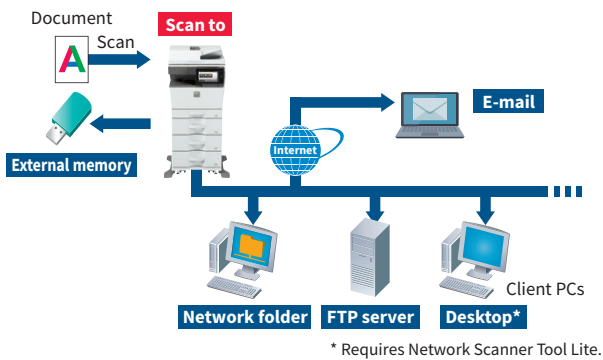 Document
Scan to
Scan
A
E-mail
Internet
External memory
Client PCs
Network folder
FTP server
Desktop*
* Requires Network Scanner Tool Lite.